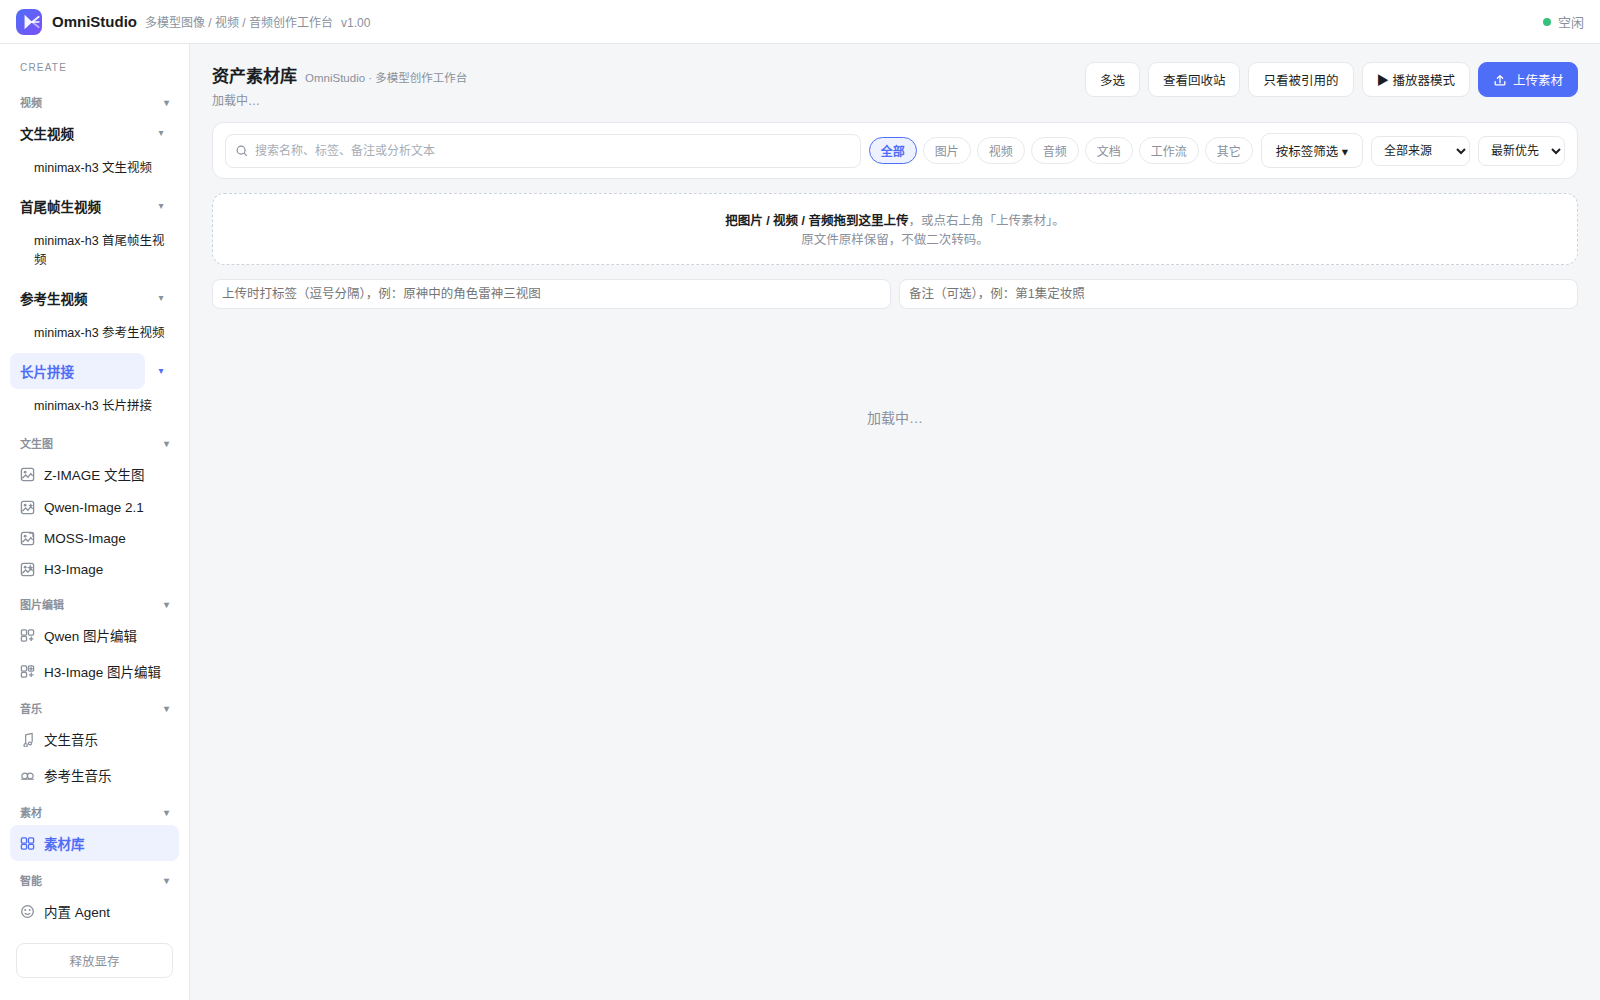 OmniStudio 多模型图像 / 视频 / 音频创作工作台 v1.00
空闲
CREATE
视频 ▾
文生视频 ▾
minimax-h3 文生视频
首尾帧生视频 ▾
minimax-h3 首尾帧生视
频
参考生视频 ▾
minimax-h3 参考生视频
长片拼接 ▾
minimax-h3 长片拼接
文生图 ▾
Z-IMAGE 文生图
Qwen-Image 2.1
MOSS-Image
H3-Image
图片编辑 ▾
Qwen 图片编辑
H3-Image 图片编辑
音乐 ▾
文生音乐
参考生音乐
素材 ▾
素材库
智能 ▾
内置 Agent
释放显存
资产素材库 OmniStudio · 多模型创作工作台
加载中…
多选 查看回收站 只看被引用的 ▶ 播放器模式 上传素材
搜索名称、标签、备注或分析文本 全部 图片 视频 音频 文档 工作流 其它 按标签筛选 ▾ 全部来源 最新优先
把图片 / 视频 / 音频拖到这里上传，或点右上角「上传素材」。
原文件原样保留，不做二次转码。
上传时打标签（逗号分隔），例：原神中的角色雷神三视图 备注（可选），例：第1集定妆照
加载中…